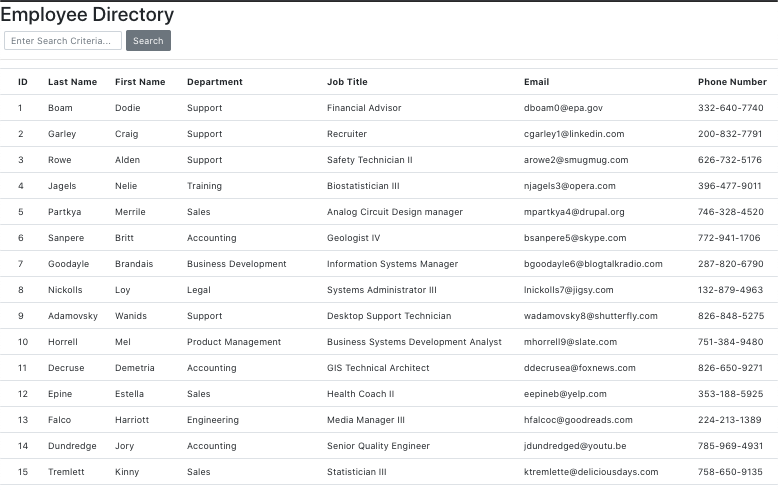 Employee Directory
Enter Search Criteria... Search
ID Last Name First Name Department Job Title Email Phone Number
1 Boam Dodie Support Financial Advisor dboam0@epa.gov 332-640-7740
2 Garley Craig Support Recruiter cgarley1@linkedin.com 200-832-7791
3 Rowe Alden Support Safety Technician II arowe2@smugmug.com 626-732-5176
4 Jagels Nelie Training Biostatistician III njagels3@opera.com 396-477-9011
5 Partkya Merrile Sales Analog Circuit Design manager mpartkya4@drupal.org 746-328-4520
6 Sanpere Britt Accounting Geologist IV bsanpere5@skype.com 772-941-1706
7 Goodayle Brandais Business Development Information Systems Manager bgoodayle6@blogtalkradio.com 287-820-6790
8 Nickolls Loy Legal Systems Administrator III lnickolls7@jigsy.com 132-879-4963
9 Adamovsky Wanids Support Desktop Support Technician wadamovsky8@shutterfly.com 826-848-5275
10 Horrell Mel Product Management Business Systems Development Analyst mhorrell9@slate.com 751-384-9480
11 Decruse Demetria Accounting GIS Technical Architect ddecrusea@foxnews.com 826-650-9271
12 Epine Estella Sales Health Coach II eepineb@yelp.com 353-188-5925
13 Falco Harriott Engineering Media Manager III hfalcoc@goodreads.com 224-213-1389
14 Dundredge Jory Accounting Senior Quality Engineer jdundredged@youtu.be 785-969-4931
15 Tremlett Kinny Sales Statistician III ktremlette@deliciousdays.com 758-650-9135